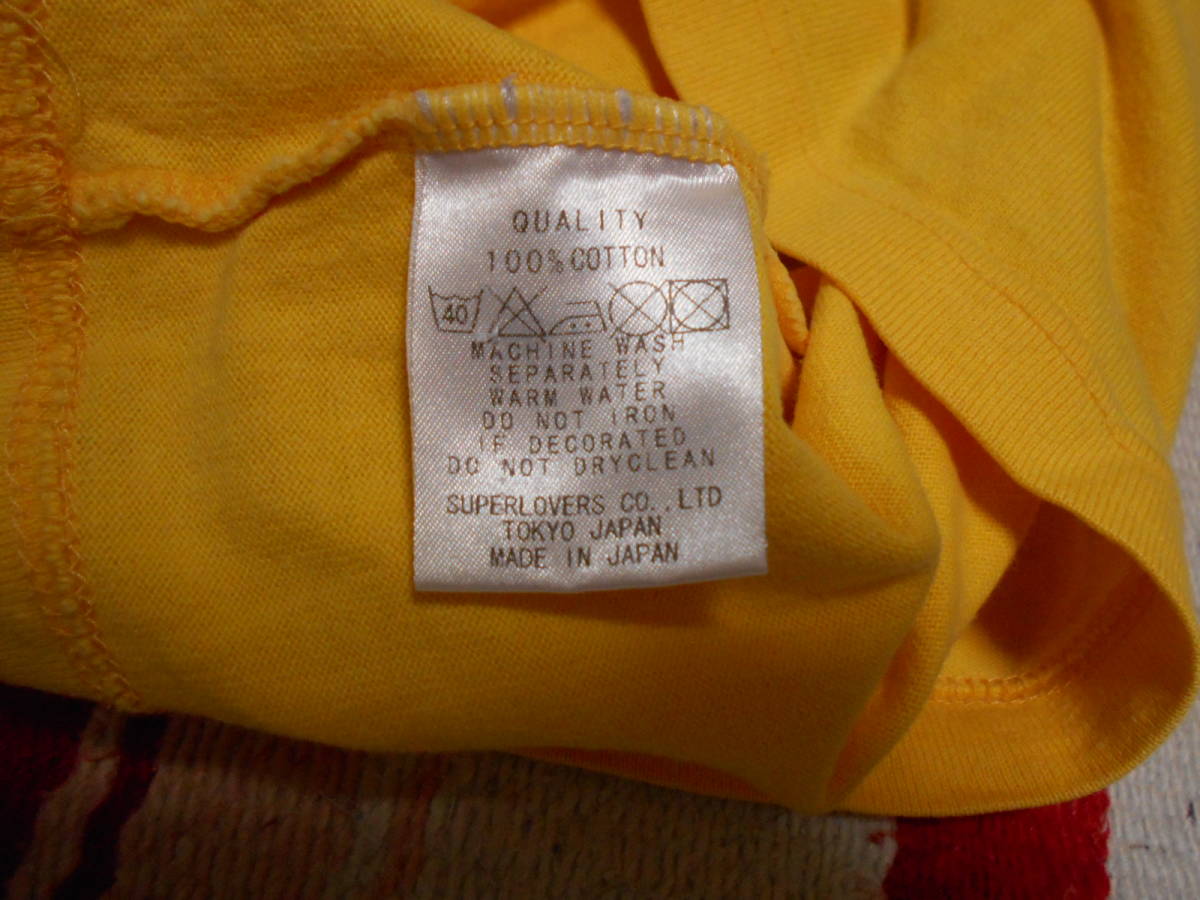 QUALITY
100%COTTON
40
MACHINE WASH
SEPARATELY
WARM WATER
DO NOT IRON
IF DECORATED
DO NOT DRYCLEAN
SUPERLOVERS CO.,LTD
TOKYO JAPAN
MADE IN JAPAN